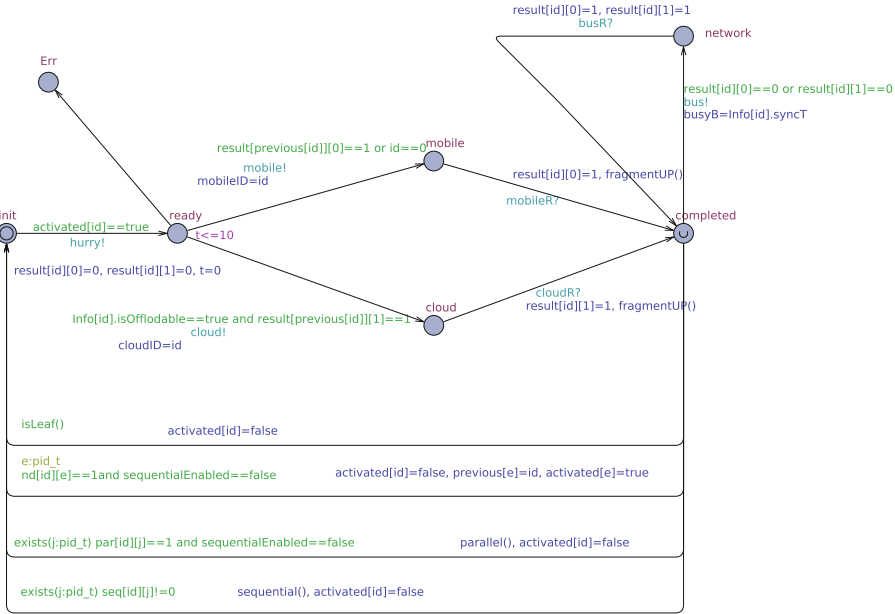 result[id][0]=1, result[id][1]=1
busR?
network
Err
result[id][0]==0 or result[id][1]==0
bus!
busyB=Info[id].syncT
result[previous[id]][0]==1 or id==0
mobile
mobile!
mobileID=id
result[id][0]=1, fragmentUP()
mobileR?
init
activated[id]==true
hurry!
ready
t<=10
completed
result[id][0]=0, result[id][1]=0, t=0
cloudR?
result[id][1]=1, fragmentUP()
cloud
Info[id].isOfflodable==true and result[previous[id]][1]==1
cloud!
cloudID=id
isLeaf()
activated[id]=false
e:pid_t
nd[id][e]==1and sequentialEnabled==false
activated[id]=false, previous[e]=id, activated[e]=true
exists(j:pid_t) par[id][j]==1 and sequentialEnabled==false
parallel(), activated[id]=false
exists(j:pid_t) seq[id][j]!=0
sequential(), activated[id]=false